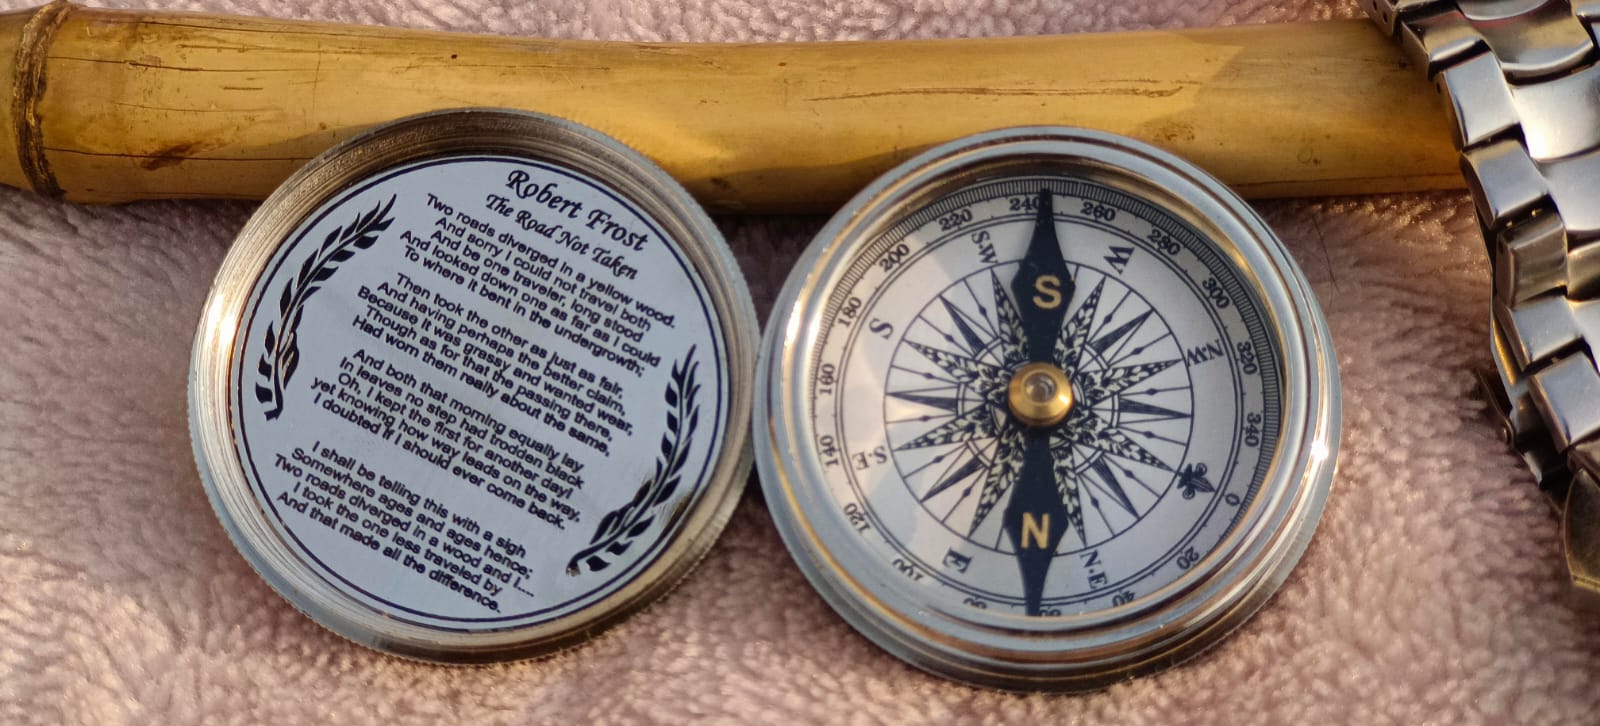 Robert Frost
The Road Not Taken
Two roads diverged in a yellow wood.
And sorry I could not travel both
And be one traveler, long stood
And looked down one as far as I could
To where it bent in the undergrowth;
Then took the other as just as fair,
And having perhaps the better claim,
Because it was grassy and wanted wear,
Though as for that the passing there,
Had worn them really about the same,
And both that morning equally lay
In leaves no step had trodden black
Oh, I kept the first for another day!
yet knowing how way leads on the way,
I doubted if I should ever come back.
I shall be telling this with a sigh
Somewhere ages and ages hence;
Two roads diverged in a wood and I....
I took the one less traveled by
And that made all the difference.
S
N
S
S.W
W
N.W
N.E
E
S.E
0
20
40
100
120
140
160
180
200
220
240
260
280
300
320
340